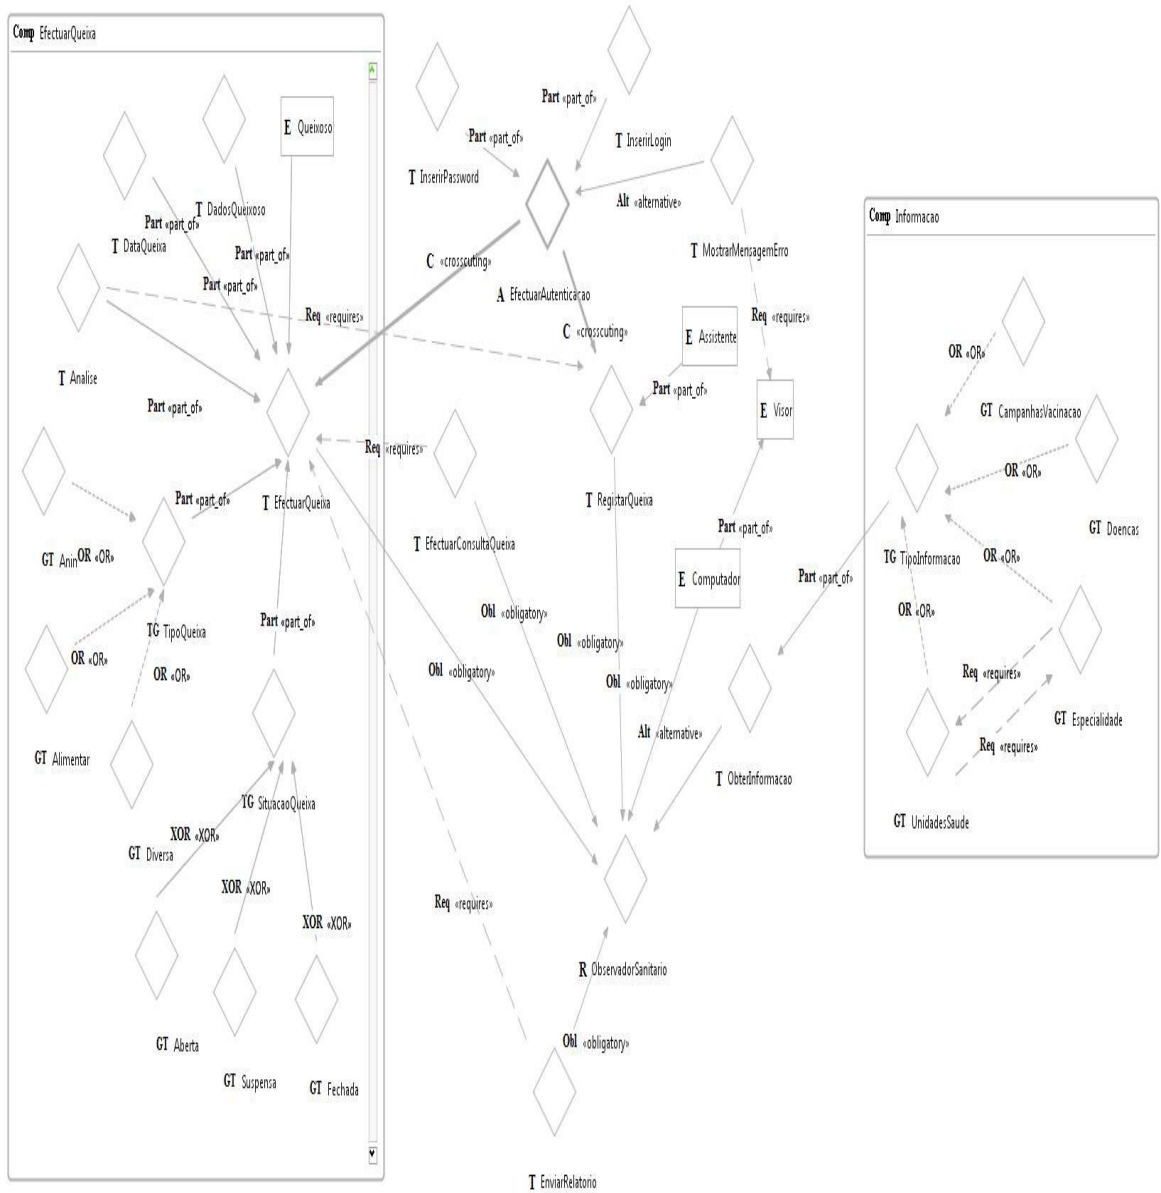 Comp EfectuarQueixa
E Queixoso
Part «part_of»
T InserirLogin
Part «part_of»
T InserirPassword
Alt «alternative»
T DadosQueixoso
Part «part_of»
T DataQueixa
Part «part_of»
Part «part_of»
T MostrarMensagemErro
Comp Informacao
C «crosscuting»
A EfectuarAutenticacao
C «crosscuting»
Req «requires»
Req «requires»
E Assistente
OR «OR»
T Analise
Part «part_of»
Part «part_of»
E Visor
GT CampanhasVacinacao
Req «requires»
OR «OR»
Part «part_of»
T EfectuarQueixa
T RegistarQueixa
GT Doencas
T EfectuarConsultaQueixa
Part «part_of»
GT Anin
OR «OR»
TG TipoInformacao
OR «OR»
E Computador
Part «part_of»
Obl «obligatory»
OR «OR»
Part «part_of»
TG TipoQueixa
Obl «obligatory»
OR «OR»
OR «OR»
Obl «obligatory»
Obl «obligatory»
Req «requires»
GT Especialidade
Alt «alternative»
Req «requires»
GT Alimentar
T ObterInformacao
TG SituacaoQueixa
GT UnidadesSaude
XOR «XOR»
GT Diversa
XOR «XOR»
Req «requires»
XOR «XOR»
R ObservadorSanitario
GT Aberta
Obl «obligatory»
GT Suspensa
GT Fechada
T EnviarRelatorio